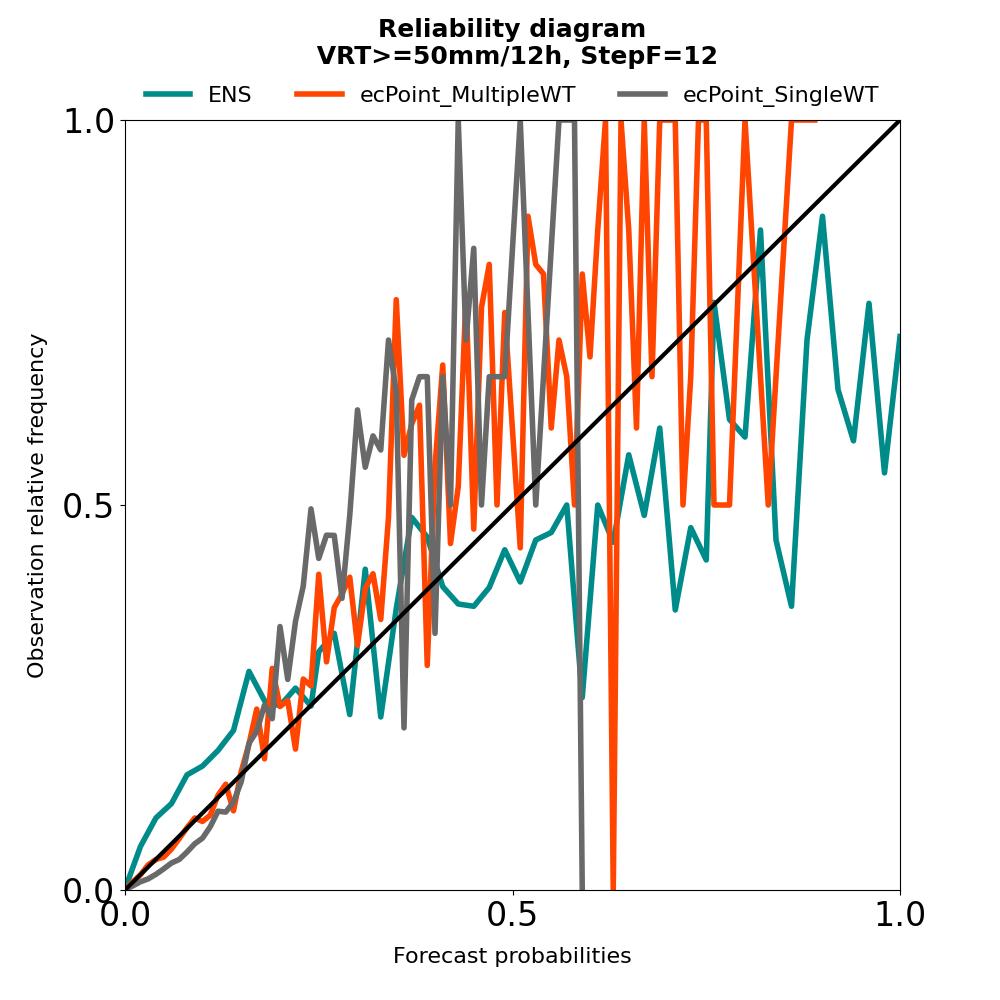 Reliability diagram
VRT>=50mm/12h, StepF=12
ENS ecPoint_MultipleWT ecPoint_SingleWT
1.0
0.5
0.0
Observation relative frequency
0.0 0.5 1.0
Forecast probabilities